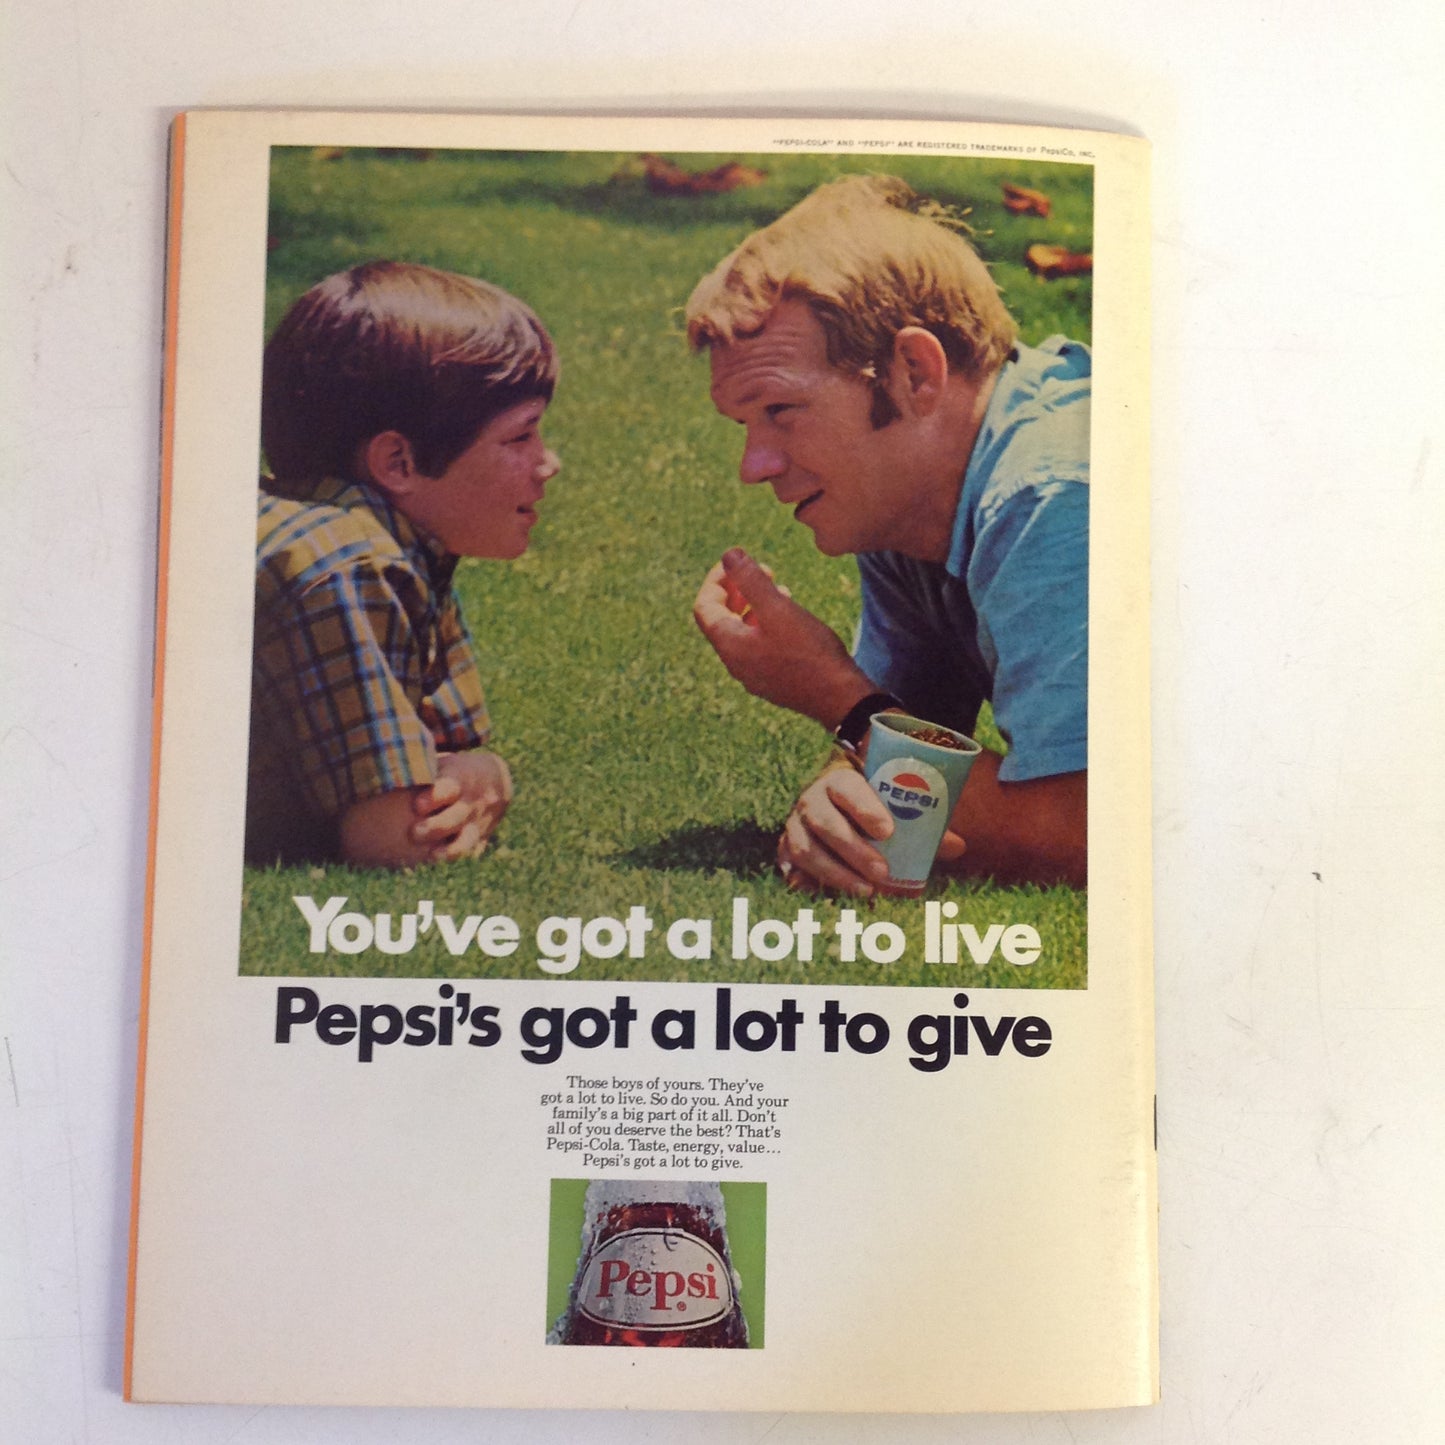 "PEPSI-COLA" AND "PEPSI" ARE REGISTERED TRADEMARKS OF PepsiCo, INC.
PEPSI
You've got a lot to live
Pepsi's got a lot to give
Those boys of yours. They've
got a lot to live. So do you. And your
family's a big part of it all. Don't
all of you deserve the best? That's
Pepsi-Cola. Taste, energy, value...
Pepsi's got a lot to give.
Pepsi®